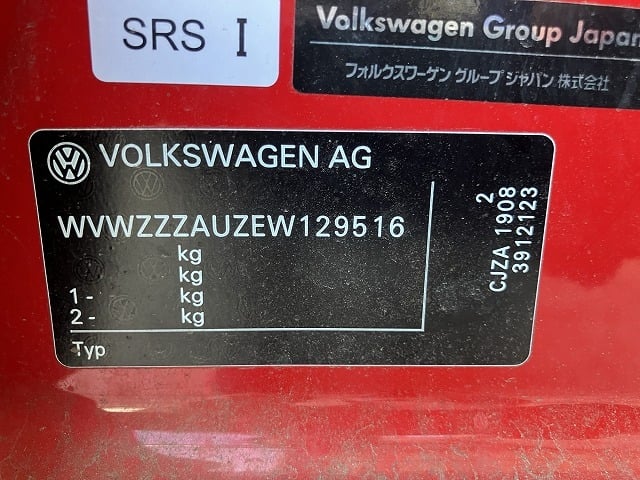 SRS I
Volkswagen Group Japan
フォルクスワーゲン グループ ジャパン 株式会社
VOLKSWAGEN AG
WVWZZZAUZEW129516
kg
kg
1 - kg
2 - kg
Typ
2
CJZA 1908
3912123